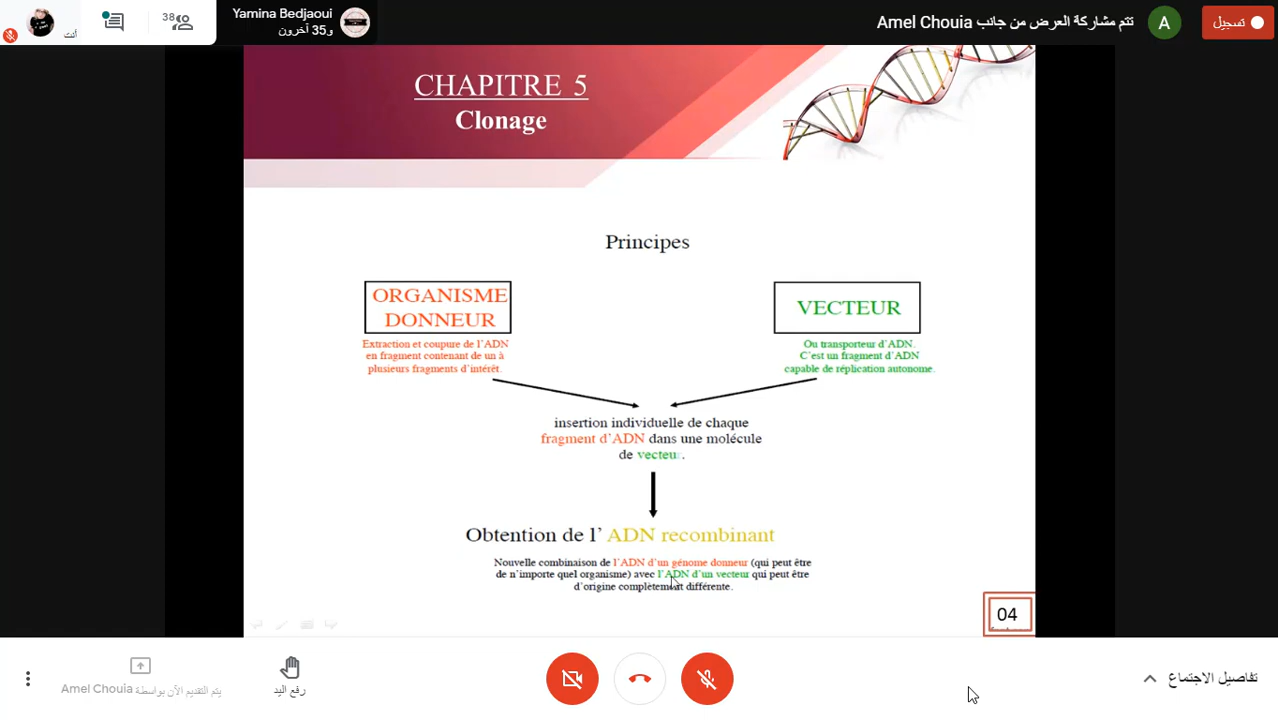 أنت
38
Yamina Bedjaoui
و35 آخرون
تتم مشاركة العرض من جانب Amel Chouia
A
تسجيل
CHAPITRE 5
Clonage
Principes
ORGANISME
DONNEUR
Extraction et coupure de l'ADN
en fragment contenant de un à
plusieurs fragments d'intérêt.
VECTEUR
Ou transporteur d'ADN.
C'est un fragment d'ADN
capable de réplication autonome.
insertion individuelle de chaque
fragment d'ADN dans une molécule
de vecteur.
Obtention de l' ADN recombinant
Nouvelle combinaison de l'ADN d'un génome donneur (qui peut être
de n'importe quel organisme) avec l'ADN d'un vecteur qui peut être
d'origine complètement différente.
04
يتم التقديم الآن بواسطة Amel Chouia
رفع اليد
تفاصيل الاجتماع